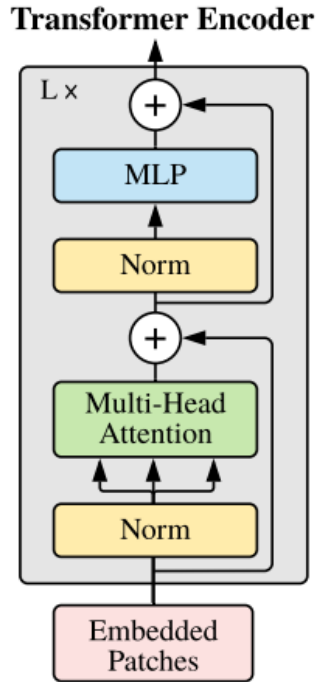 Transformer Encoder
L ×
+
MLP
Norm
+
Multi-Head
Attention
Norm
Embedded
Patches